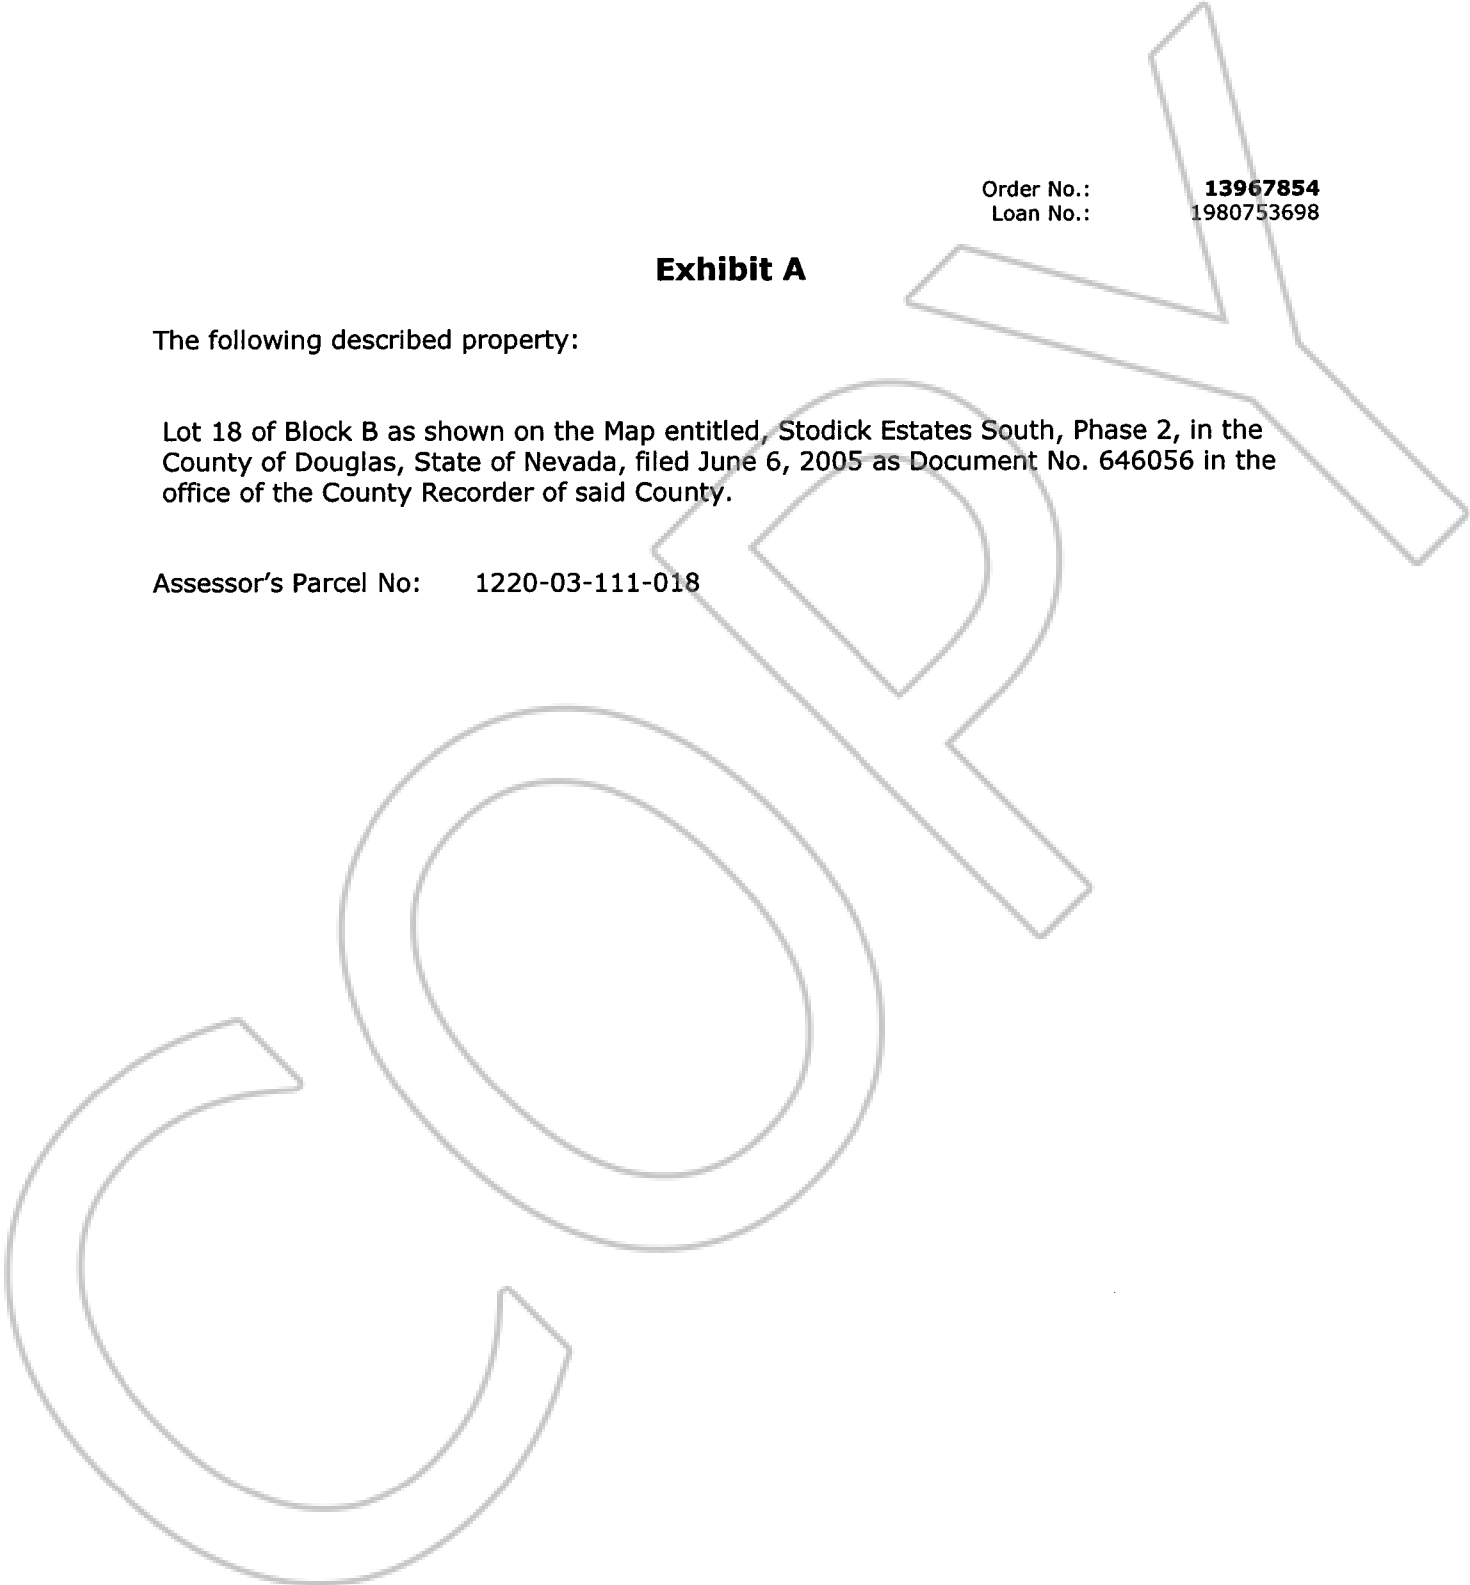 Order No.: 13967854
Loan No.: 1980753698
Exhibit A
The following described property:
Lot 18 of Block B as shown on the Map entitled, Stodick Estates South, Phase 2, in the
County of Douglas, State of Nevada, filed June 6, 2005 as Document No. 646056 in the
office of the County Recorder of said County.
Assessor’s Parcel No: 1220-03-111-018
COPY